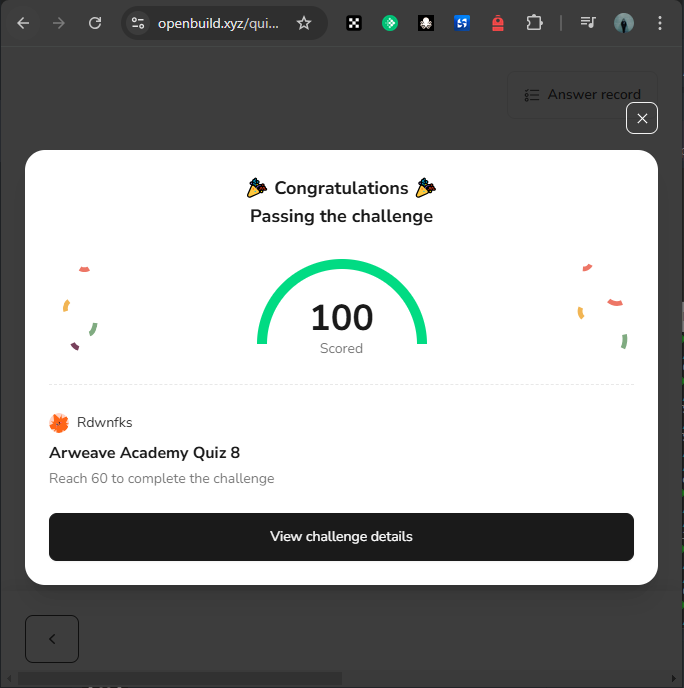 openbuild.xyz/qui...
Answer record
Congratulations
Passing the challenge
100
Scored
Rdwnfks
Arweave Academy Quiz 8
Reach 60 to complete the challenge
View challenge details